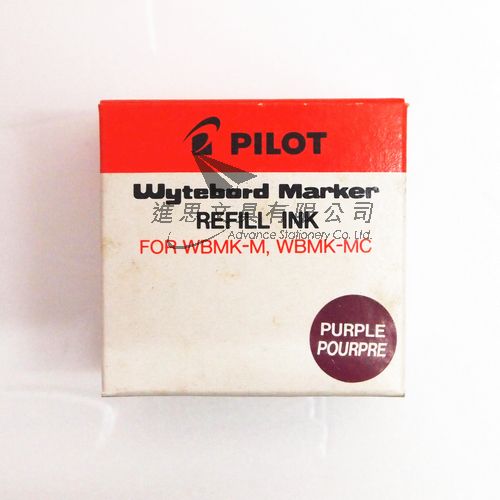 PILOT
Wytebord Marker
進思文具有限公司
REFILL INK
Advance Stationery Co. Ltd.
FOR WBMK-M, WBMK-MC
PURPLE
POURPRE